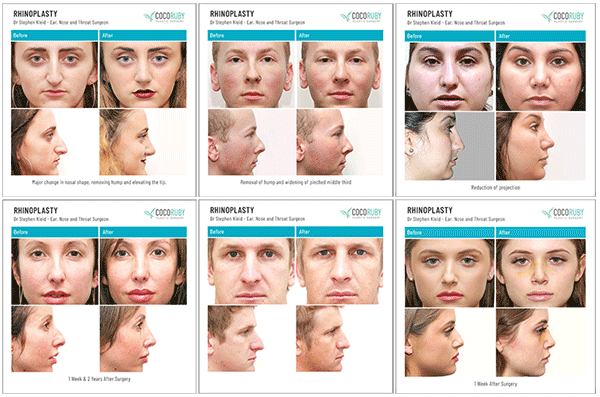 RHINOPLASTY
Dr Stephen Kleid - Ear, Nose and Throat Surgeon
COCORUBY
PLASTIC SURGERY
Before
After
Major change in nasal shape, removing hump and elevating the tip.
RHINOPLASTY
Dr Stephen Kleid - Ear, Nose and Throat Surgeon
COCORUBY
PLASTIC SURGERY
Before
After
Removal of hump and widening of pinched middle third
RHINOPLASTY
Dr Stephen Kleid - Ear, Nose and Throat Surgeon
COCORUBY
PLASTIC SURGERY
Before
After
Reduction of projection
RHINOPLASTY
Dr Stephen Kleid - Ear, Nose and Throat Surgeon
COCORUBY
PLASTIC SURGERY
Before
After
1 Week & 2 Years After Surgery
RHINOPLASTY
Dr Stephen Kleid - Ear, Nose and Throat Surgeon
COCORUBY
PLASTIC SURGERY
Before
After
RHINOPLASTY
Dr Stephen Kleid - Ear, Nose and Throat Surgeon
COCORUBY
PLASTIC SURGERY
Before
After
1 Week After Surgery